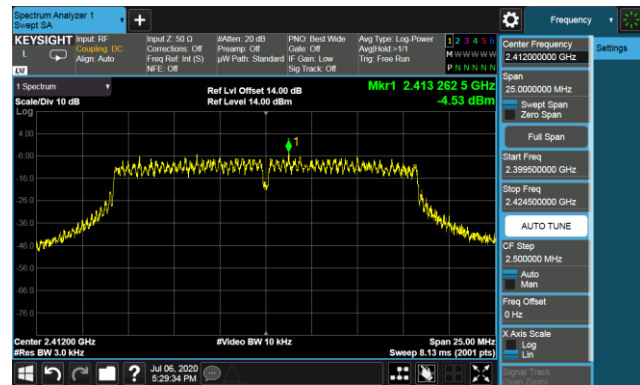 Spectrum Analyzer 1
Swept SA
+
Frequency
KEYSIGHT
L
LXI
Input: RF
Coupling: DC
Align: Auto
Input Z: 50 Ω
Corrections: Off
Freq Ref: Int (S)
NFE: Off
#Atten: 20 dB
Preamp: Off
µW Path: Standard
PNO: Best Wide
Gate: Off
IF Gain: Low
Sig Track: Off
Avg Type: Log-Power
Avg|Hold:>1/1
Trig: Free Run
1 2 3 4 5 6
M W W W W W
P N N N N N
Settings
Center Frequency
2.412000000 GHz
Span
25.0000000 MHz
Swept Span
Zero Span
Full Span
Start Freq
2.399500000 GHz
Stop Freq
2.424500000 GHz
AUTO TUNE
CF Step
2.500000 MHz
Auto
Man
Freq Offset
0 Hz
X Axis Scale
Log
Lin
Signal Track
(Span Zoom)
1 Spectrum
Scale/Div 10 dB
Log
Ref Lvl Offset 14.00 dB
Ref Level 14.00 dBm
Mkr1 2.413 262 5 GHz
-4.53 dBm
1
4.00
-6.00
-16.0
-26.0
-36.0
-46.0
-56.0
-66.0
-76.0
Center 2.41200 GHz
#Res BW 3.0 kHz
#Video BW 10 kHz
Span 25.00 MHz
Sweep 8.13 ms (2001 pts)
?
Jul 06, 2020
5:29:34 PM